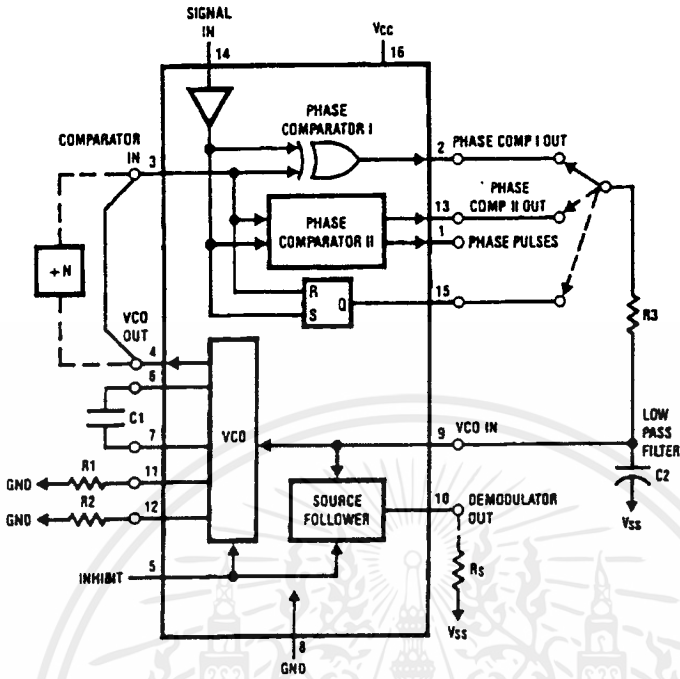 SIGNAL
IN
14
VCC
16
PHASE
COMPARATOR I
COMPARATOR
IN
3
2
PHASE COMP I OUT
PHASE
COMP II OUT
13
PHASE
COMPARATOR II
1
PHASE PULSES
+N
R
S
Q
15
R3
VCO
OUT
4
6
C1
7
VCO
9
VCO IN
LOW
PASS
FILTER
C2
VSS
GND
R1
11
GND
R2
12
SOURCE
FOLLOWER
10
DEMODULATOR
OUT
RS
VSS
INHIBIT
5
8
GND